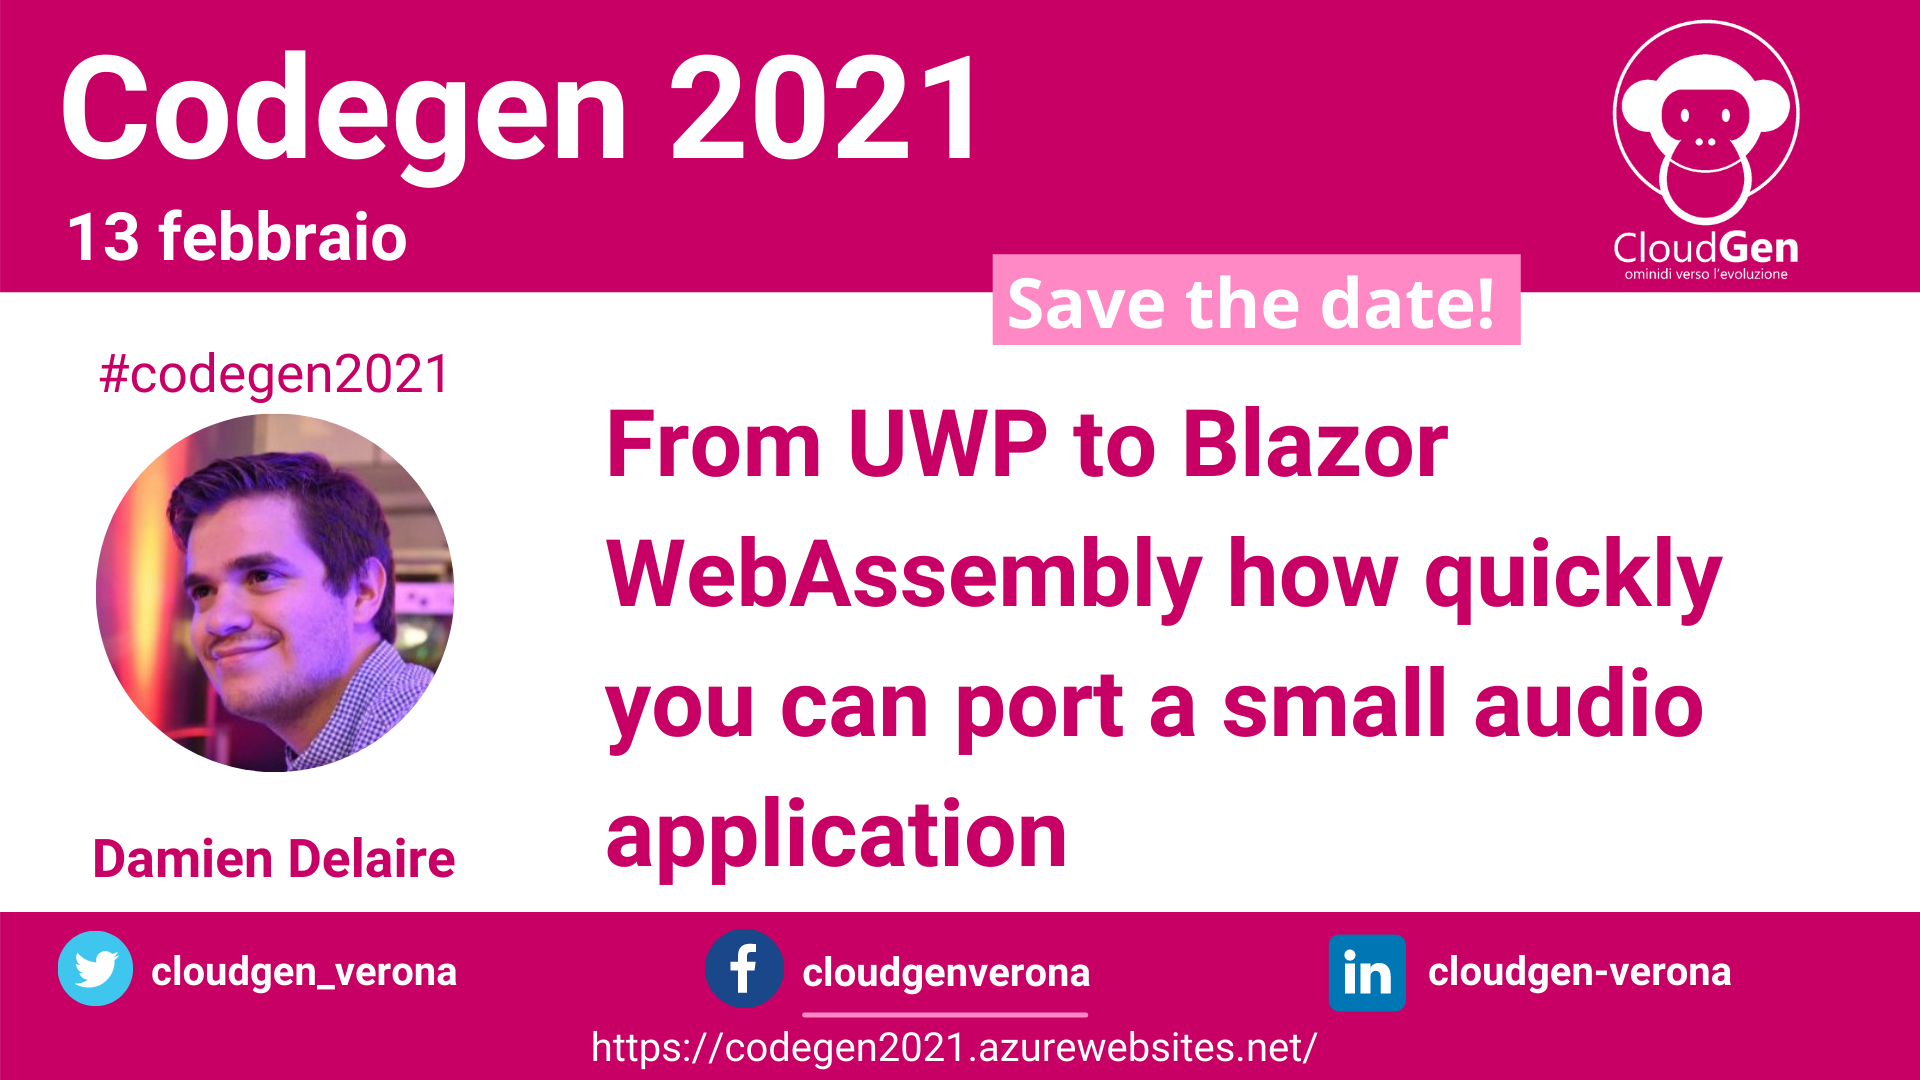 Codegen 2021
13 febbraio
CloudGen
ominidi verso l'evoluzione
Save the date!
#codegen2021
From UWP to Blazor
WebAssembly how quickly
you can port a small audio
application
Damien Delaire
cloudgen_verona
cloudgenverona
cloudgen-verona
https://codegen2021.azurewebsites.net/